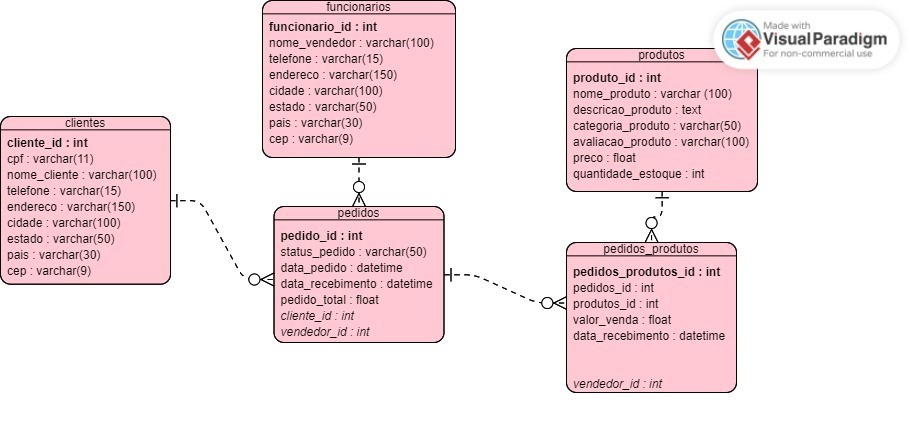 funcionarios
funcionario_id : int
nome_vendedor : varchar(100)
telefone : varchar(15)
endereco : varchar(150)
cidade : varchar(100)
estado : varchar(50)
pais : varchar(30)
cep : varchar(9)
Made with
Visual Paradigm
For non-commercial use
produtos
produto_id : int
nome_produto : varchar (100)
descricao_produto : text
categoria_produto : varchar(50)
avaliacao_produto : varchar(100)
preco : float
quantidade_estoque : int
clientes
cliente_id : int
cpf : varchar(11)
nome_cliente : varchar(100)
telefone : varchar(15)
endereco : varchar(150)
cidade : varchar(100)
estado : varchar(50)
pais : varchar(30)
cep : varchar(9)
pedidos
pedido_id : int
status_pedido : varchar(50)
data_pedido : datetime
data_recebimento : datetime
pedido_total : float
cliente_id : int
vendedor_id : int
pedidos_produtos
pedidos_produtos_id : int
pedidos_id : int
produtos_id : int
valor_venda : float
data_recebimento : datetime
vendedor_id : int